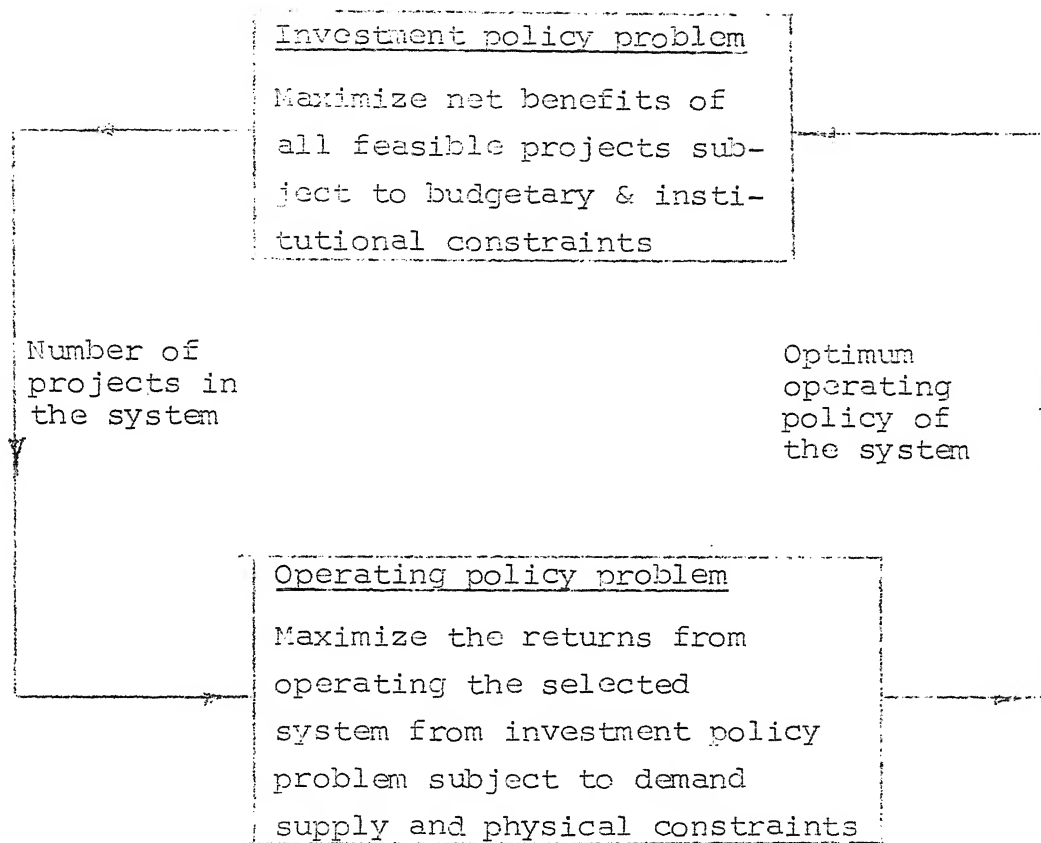 Investment policy problem
Maximize net benefits of
all feasible projects sub-
ject to budgetary & insti-
tutional constraints
Number of
projects in
the system
Optimum
operating
policy of
the system
Operating policy problem
Maximize the returns from
operating the selected
system from investment policy
problem subject to demand
supply and physical constraints